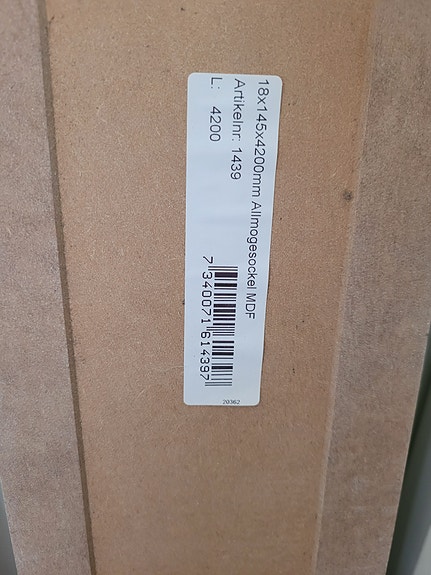 18x145x4200mm Allmogesockel MDF
Artikelnr: 1439
L: 4200
7 340071 614397
20362